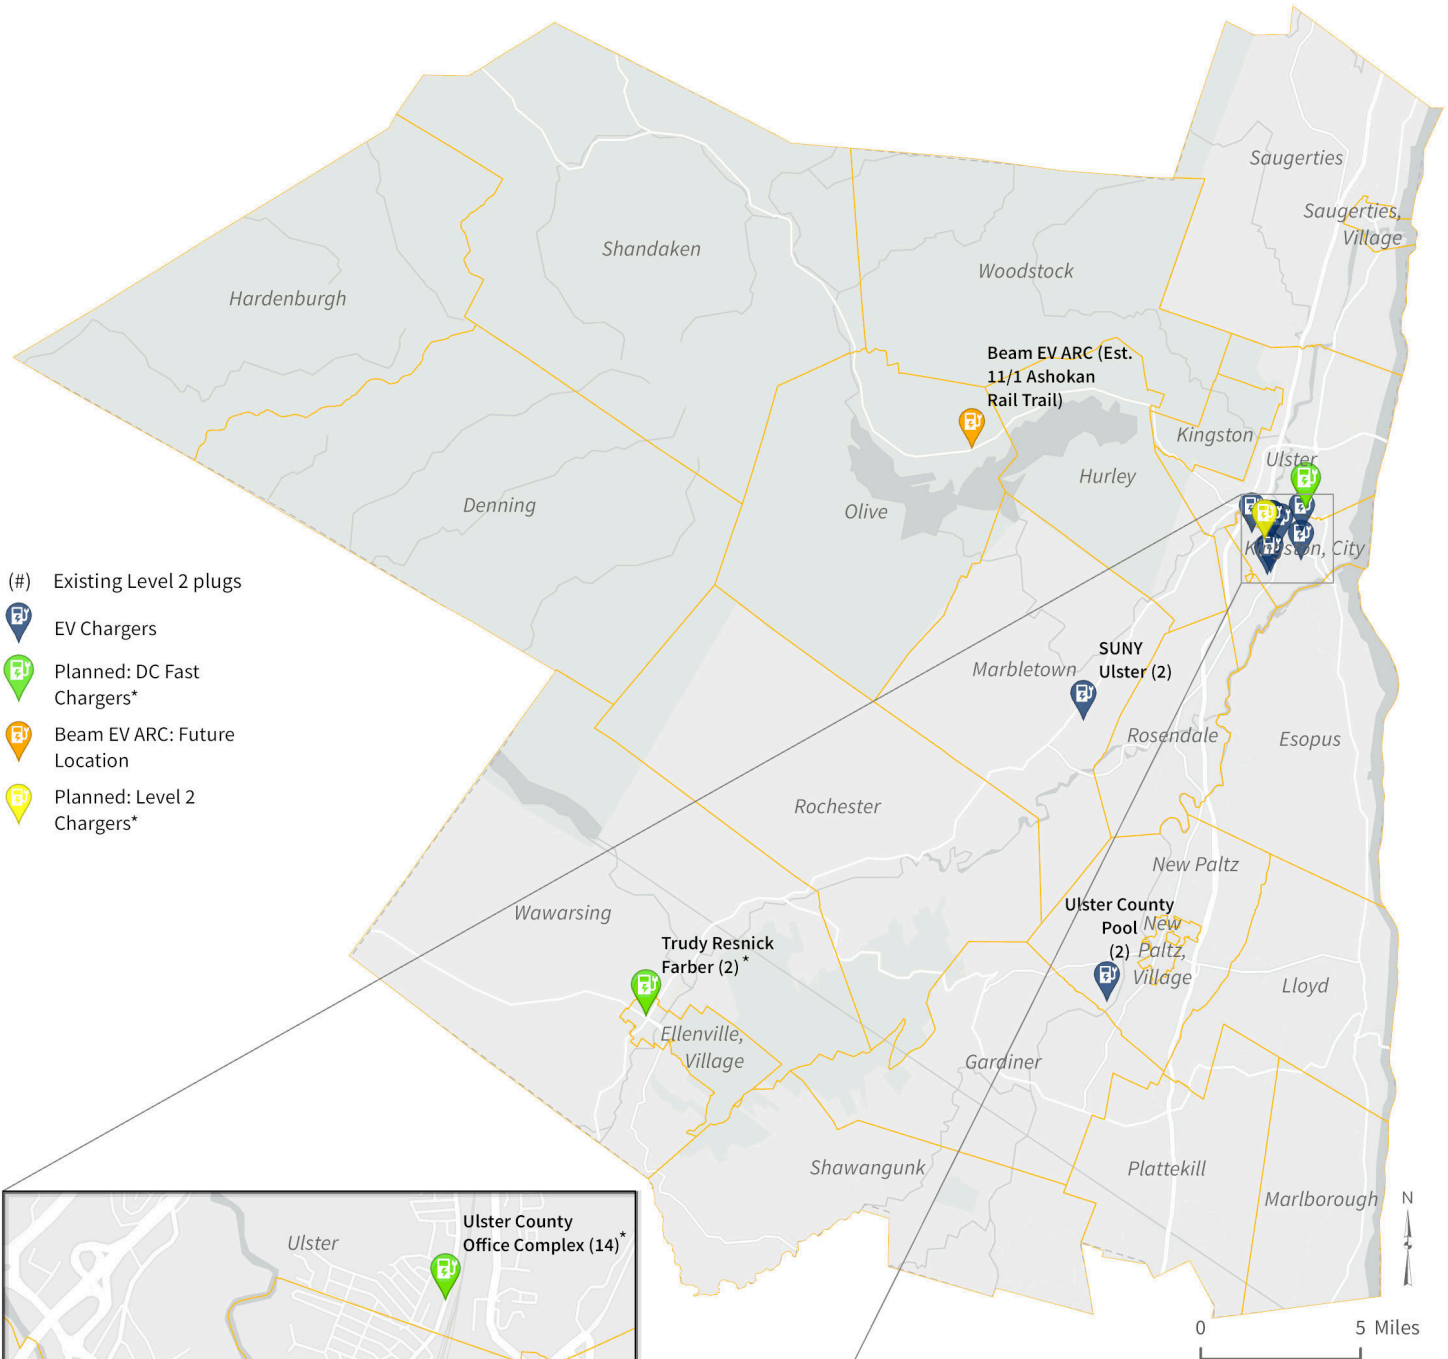 Saugerties
Saugerties,
Village
Shandaken
Woodstock
Hardenburgh
Beam EV ARC (Est.
11/1 Ashokan
Rail Trail)
Kingston
Ulster
Hurley
Denning
Olive
Kingston, City
(#) Existing Level 2 plugs
EV Chargers
Planned: DC Fast
Chargers*
Beam EV ARC: Future
Location
Planned: Level 2
Chargers*
SUNY
Ulster (2)
Marbletown
Rosendale
Esopus
Rochester
New Paltz
Wawarsing
Ulster County
Pool
(2)
New
Paltz,
Village
Trudy Resnick
Farber (2) *
Lloyd
Ellenville,
Village
Gardiner
Shawangunk
Plattekill
Marlborough
N
Ulster County
Office Complex (14)*
Ulster
0 5 Miles